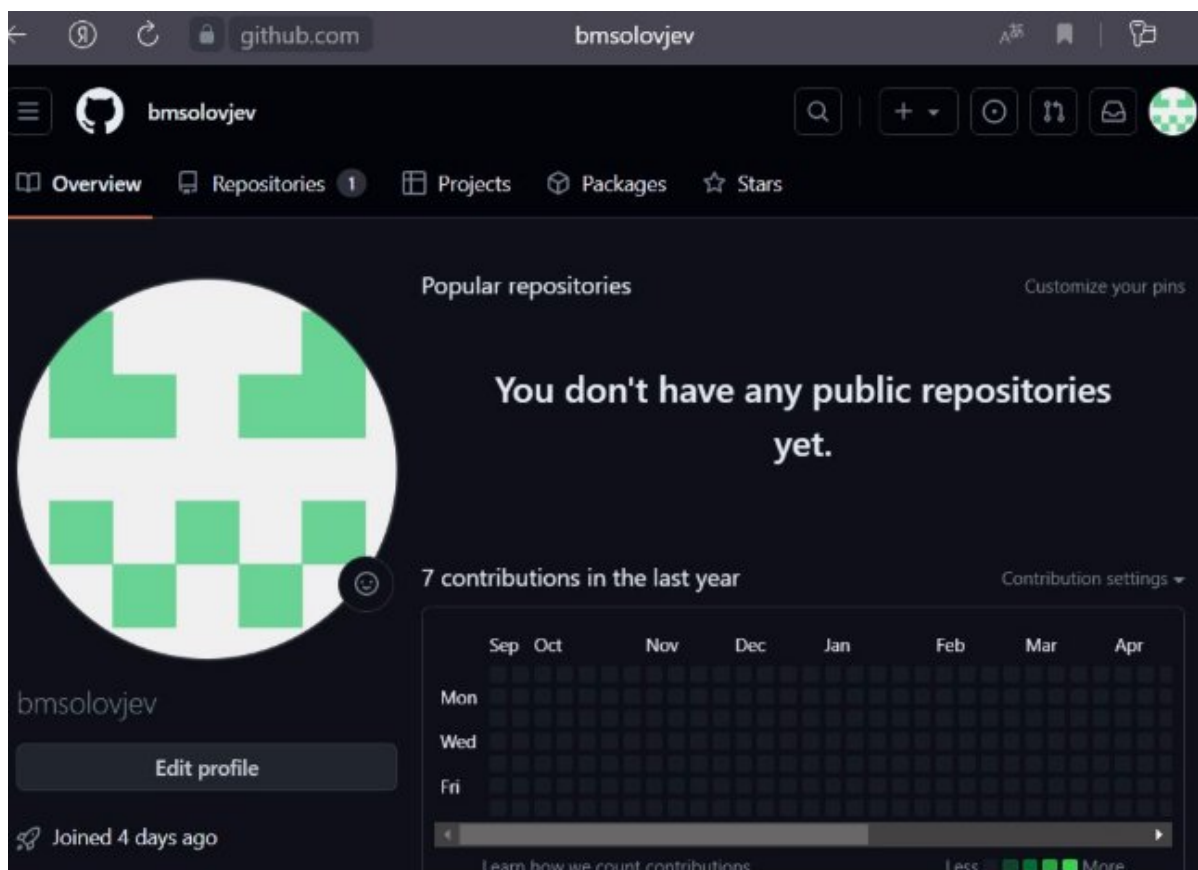 Я github.com bmsolovjev
bmsolovjev
Overview Repositories 1 Projects Packages Stars
Popular repositories Customize your pins
You don't have any public repositories
yet.
7 contributions in the last year Contribution settings
Sep Oct Nov Dec Jan Feb Mar Apr
Mon
Wed
Fri
bmsolovjev
Edit profile
Joined 4 days ago
Learn how we count contributions Less More